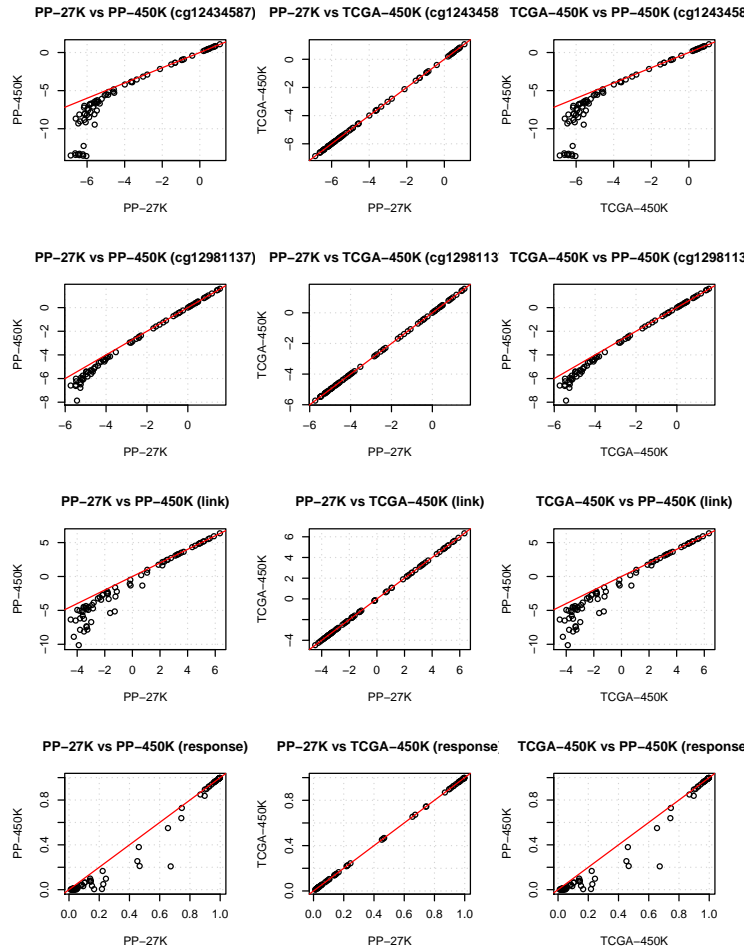 PP−27K vs PP−450K (cg12434587) PP−27K vs TCGA−450K (cg1243458 TCGA−450K vs PP−450K (cg1243458
PP−450K
0
−5
−10
−6 −4 −2 0
PP−27K
TCGA−450K
0
−2
−4
−6
−6 −4 −2 0
PP−27K
PP−450K
0
−5
−10
−6 −4 −2 0
TCGA−450K
PP−27K vs PP−450K (cg12981137) PP−27K vs TCGA−450K (cg1298113 TCGA−450K vs PP−450K (cg1298113
PP−450K
0
−2
−4
−6
−8
−6 −4 −2 0
PP−27K
TCGA−450K
0
−2
−4
−6
−6 −4 −2 0
PP−27K
PP−450K
0
−2
−4
−6
−8
−6 −4 −2 0
TCGA−450K
PP−27K vs PP−450K (link) PP−27K vs TCGA−450K (link) TCGA−450K vs PP−450K (link)
PP−450K
5
0
−5
−10
−4 −2 0 2 4 6
PP−27K
TCGA−450K
6
4
2
0
−4
−4 −2 0 2 4 6
PP−27K
PP−450K
5
0
−5
−10
−4 −2 0 2 4 6
TCGA−450K
PP−27K vs PP−450K (response) PP−27K vs TCGA−450K (response) TCGA−450K vs PP−450K (response
PP−450K
0.8
0.4
0.0
0.0 0.2 0.4 0.6 0.8 1.0
PP−27K
TCGA−450K
0.8
0.4
0.0
0.0 0.2 0.4 0.6 0.8 1.0
PP−27K
PP−450K
0.8
0.4
0.0
0.0 0.2 0.4 0.6 0.8 1.0
TCGA−450K